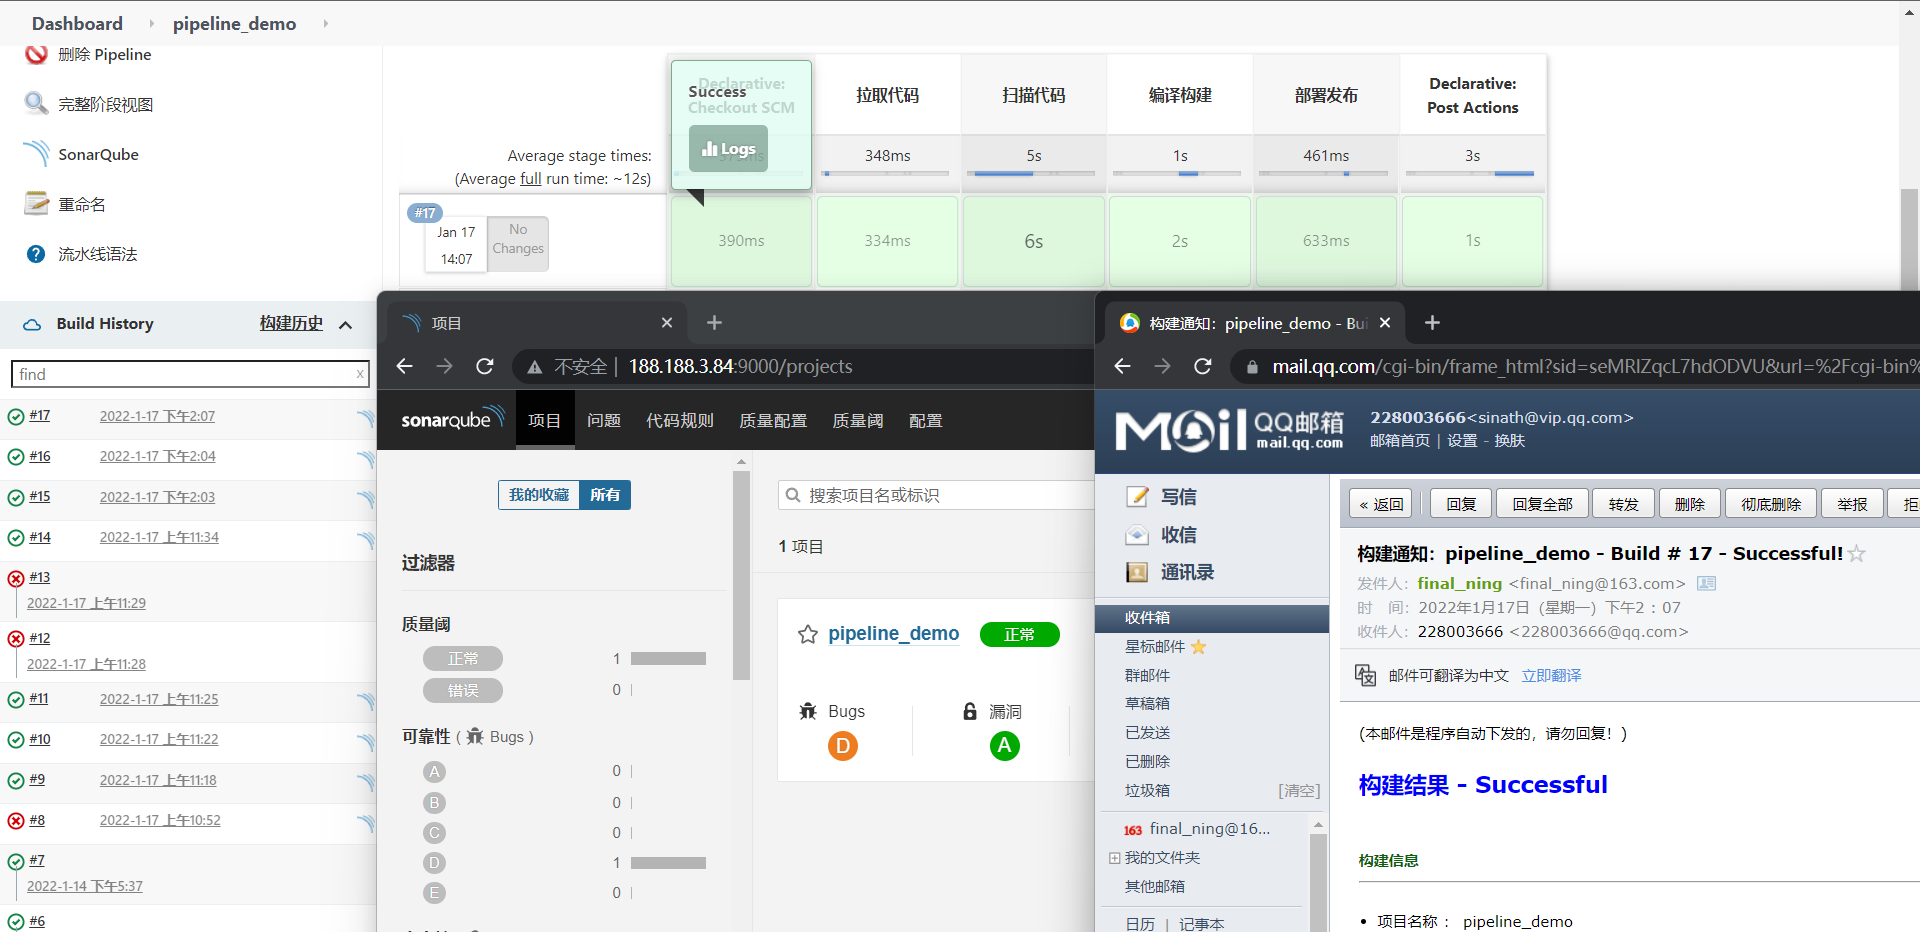 Dashboard
pipeline_demo
删除 Pipeline
完整阶段视图
SonarQube
重命名
流水线语法
Build History
构建历史
find
x
#17
2022-1-17 下午2:07
#16
2022-1-17 下午2:04
#15
2022-1-17 下午2:03
#14
2022-1-17 上午11:34
#13
2022-1-17 上午11:29
#12
2022-1-17 上午11:28
#11
2022-1-17 上午11:25
#10
2022-1-17 上午11:22
#9
2022-1-17 上午11:18
#8
2022-1-17 上午10:52
#7
2022-1-14 下午5:37
#6
Declarative:
Checkout SCM
Success
Logs
拉取代码
扫描代码
编译构建
部署发布
Declarative:
Post Actions
Average stage times:
(Average full run time: ~12s)
348ms
5s
1s
461ms
3s
#17
Jan 17
14:07
No
Changes
390ms
334ms
6s
2s
633ms
1s
项目
不安全
188.188.3.84:9000/projects
sonarqube
项目
问题
代码规则
质量配置
质量阈
配置
我的收藏
所有
过滤器
质量阈
正常
1
错误
0
可靠性 ( Bugs )
A
0
B
0
C
0
D
1
E
0
搜索项目名或标识
1 项目
pipeline_demo
正常
Bugs
D
漏洞
A
构建通知：pipeline_demo - Bui
mail.qq.com/cgi-bin/frame_html?sid=seMRlZqcL7hdODVU&url=%2Fcgi-bin%
Mail QQ邮箱
mail.qq.com
228003666<sinath@vip.qq.com>
邮箱首页 | 设置 - 换肤
写信
收信
通讯录
收件箱
星标邮件
群邮件
草稿箱
已发送
已删除
垃圾箱
[清空]
163 final_ning@16...
我的文件夹
其他邮箱
日历 | 记事本
« 返回
回复
回复全部
转发
删除
彻底删除
举报
拒
构建通知：pipeline_demo - Build # 17 - Successful!
发件人：final_ning <final_ning@163.com>
时 间：2022年1月17日（星期一）下午2：07
收件人：228003666 <228003666@qq.com>
邮件可翻译为中文 立即翻译
(本邮件是程序自动下发的，请勿回复！)
构建结果 - Successful
构建信息
• 项目名称 ： pipeline_demo